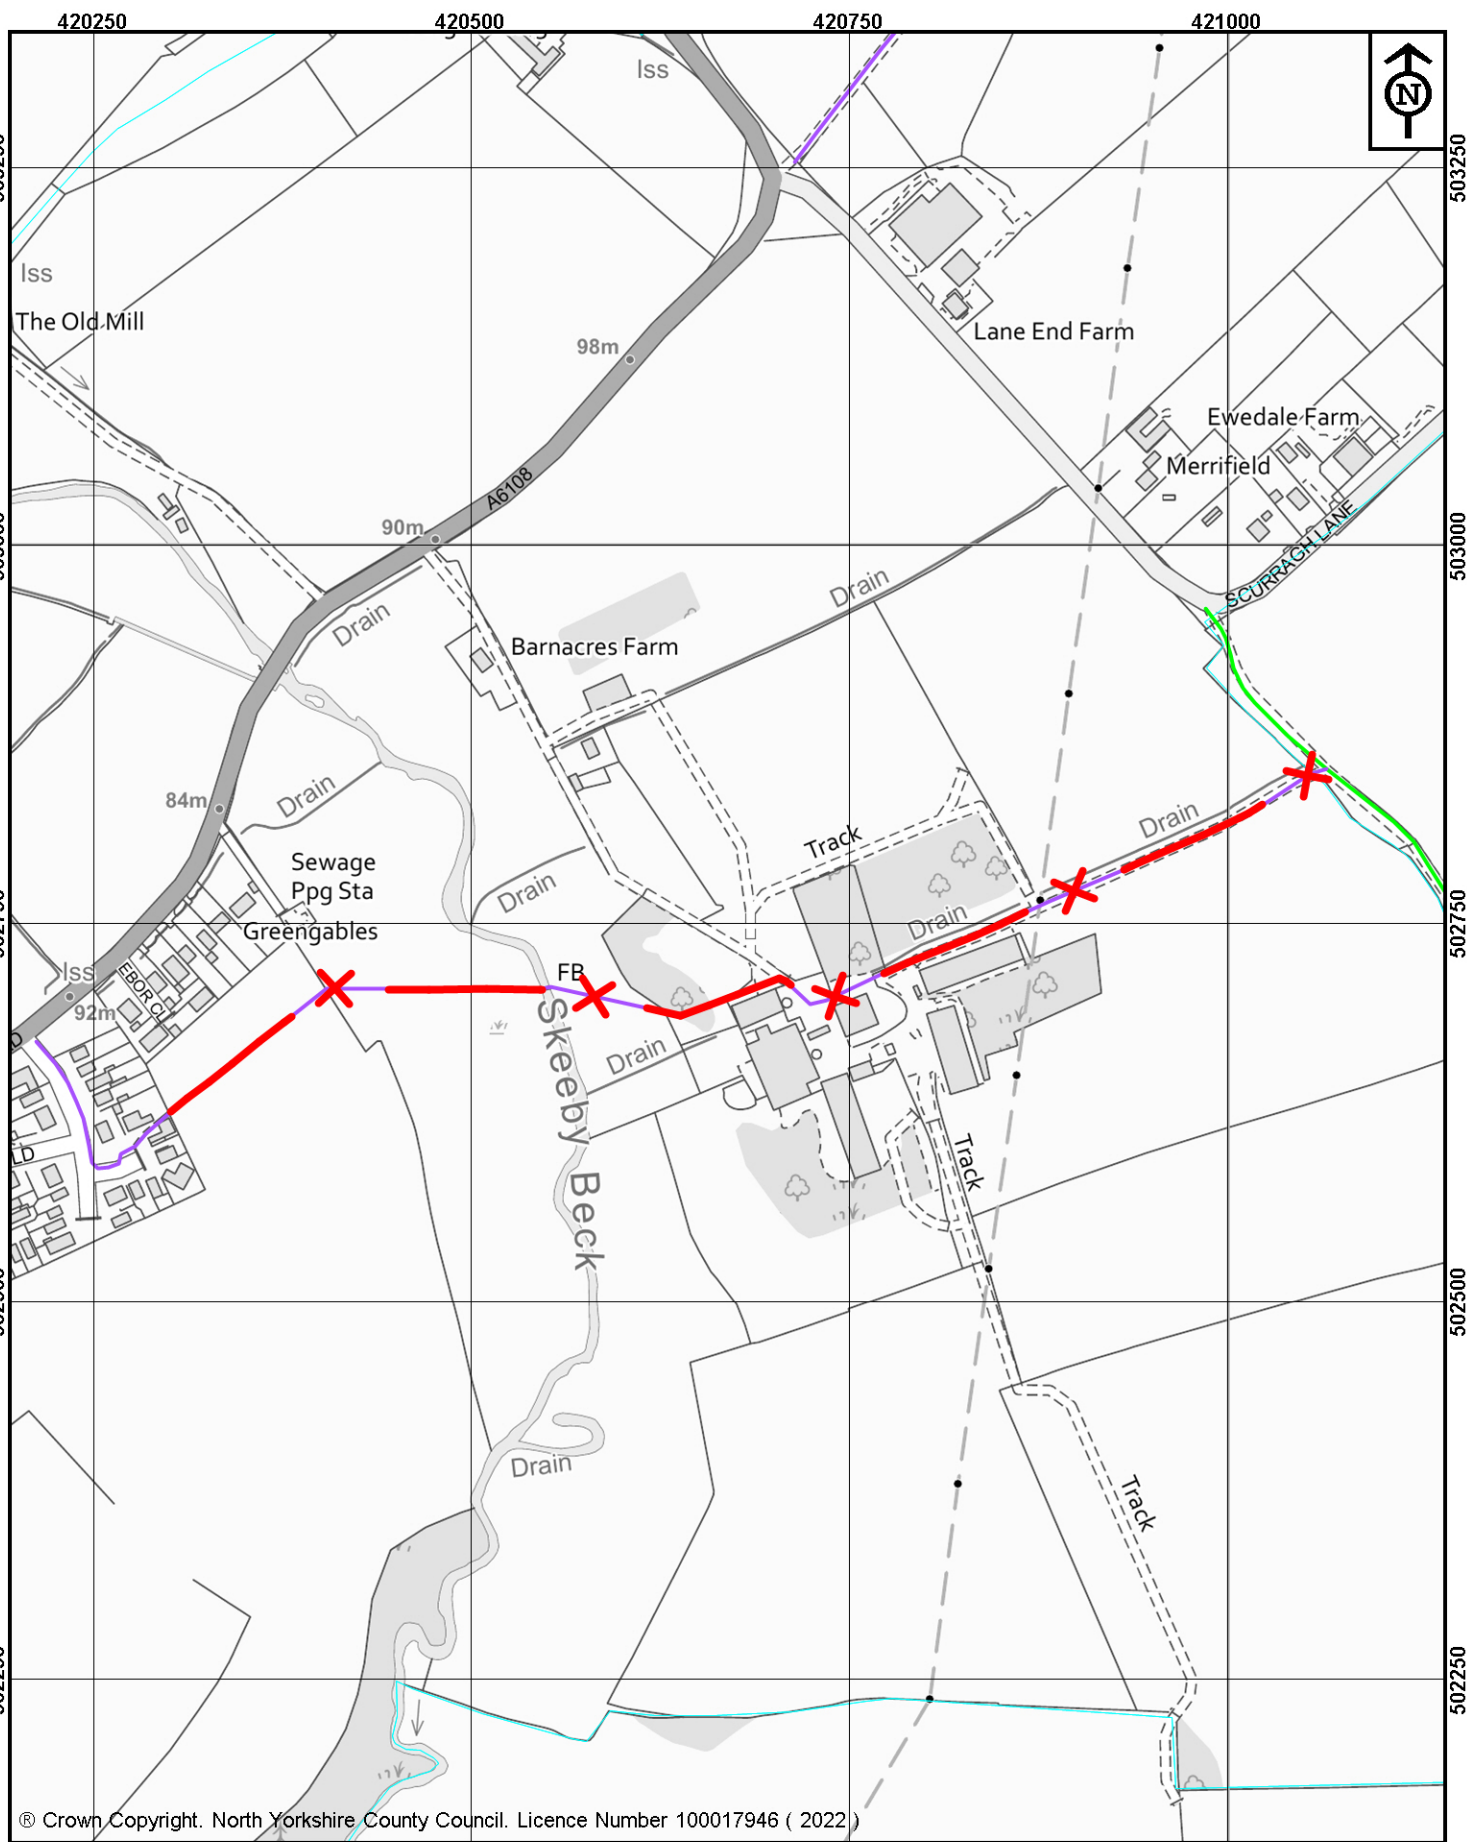 420250 420500 420750 421000
N
Iss
503250
Iss
The Old Mill
98m
Lane End Farm
Ewedale Farm
Merrifield
A6108
90m
SCURRAGH LANE
Drain
Drain
Barnacres Farm
84m
Drain
Track
Drain
Sewage
Ppg Sta
Greengables
Drain
Drain
502750
Iss
EBOR CL
92m
FB
Skeeby Beck
Drain
LD
Track
502500
Drain
Track
502250
® Crown Copyright. North Yorkshire County Council. Licence Number 100017946 ( 2022 )